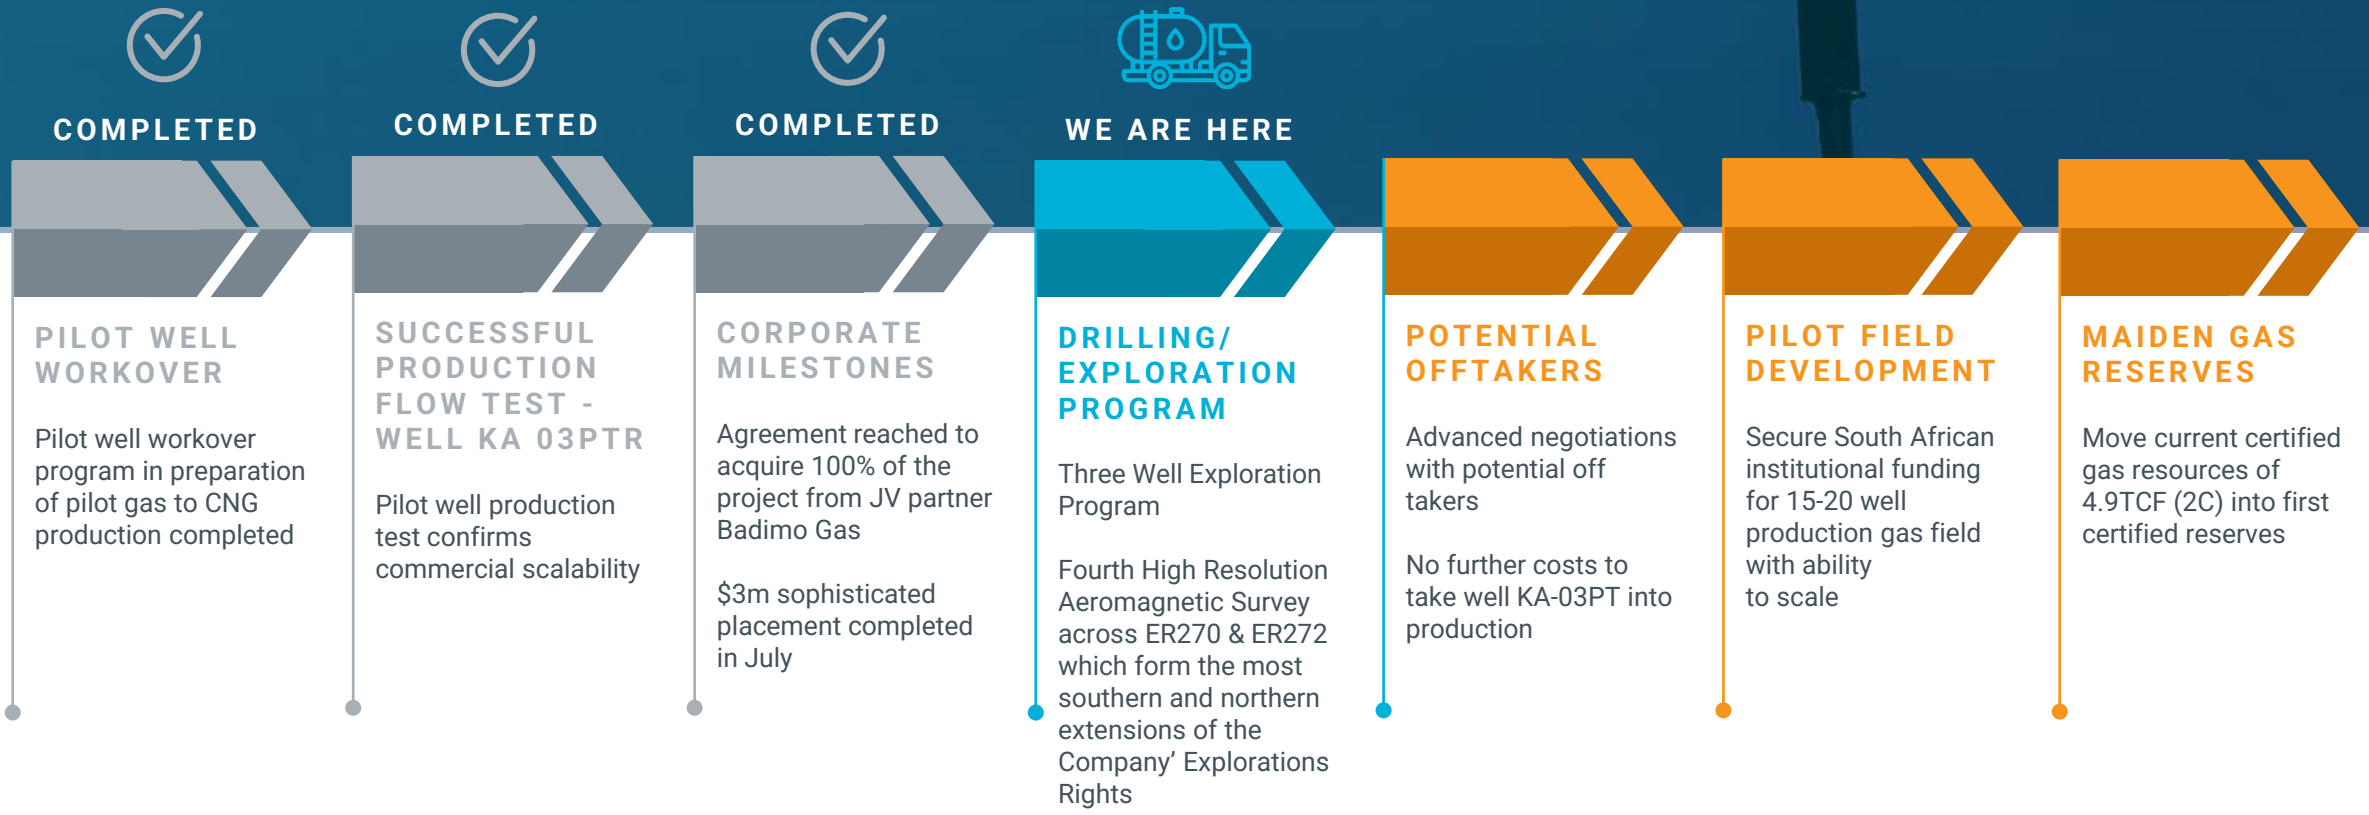 COMPLETED
PILOT WELL
WORKOVER
Pilot well workover
program in preparation
of pilot gas to CNG
production completed
COMPLETED
SUCCESSFUL
PRODUCTION
FLOW TEST -
WELL KA 03PTR
Pilot well production
test confirms
commercial scalability
COMPLETED
CORPORATE
MILESTONES
Agreement reached to
acquire 100% of the
project from JV partner
Badimo Gas
$3m sophisticated
placement completed
in July
WE ARE HERE
DRILLING/
EXPLORATION
PROGRAM
Three Well Exploration
Program
Fourth High Resolution
Aeromagnetic Survey
across ER270 & ER272
which form the most
southern and northern
extensions of the
Company’ Explorations
Rights
POTENTIAL
OFFTAKERS
Advanced negotiations
with potential off
takers
No further costs to
take well KA-03PT into
production
PILOT FIELD
DEVELOPMENT
Secure South African
institutional funding
for 15-20 well
production gas field
with ability
to scale
MAIDEN GAS
RESERVES
Move current certified
gas resources of
4.9TCF (2C) into first
certified reserves